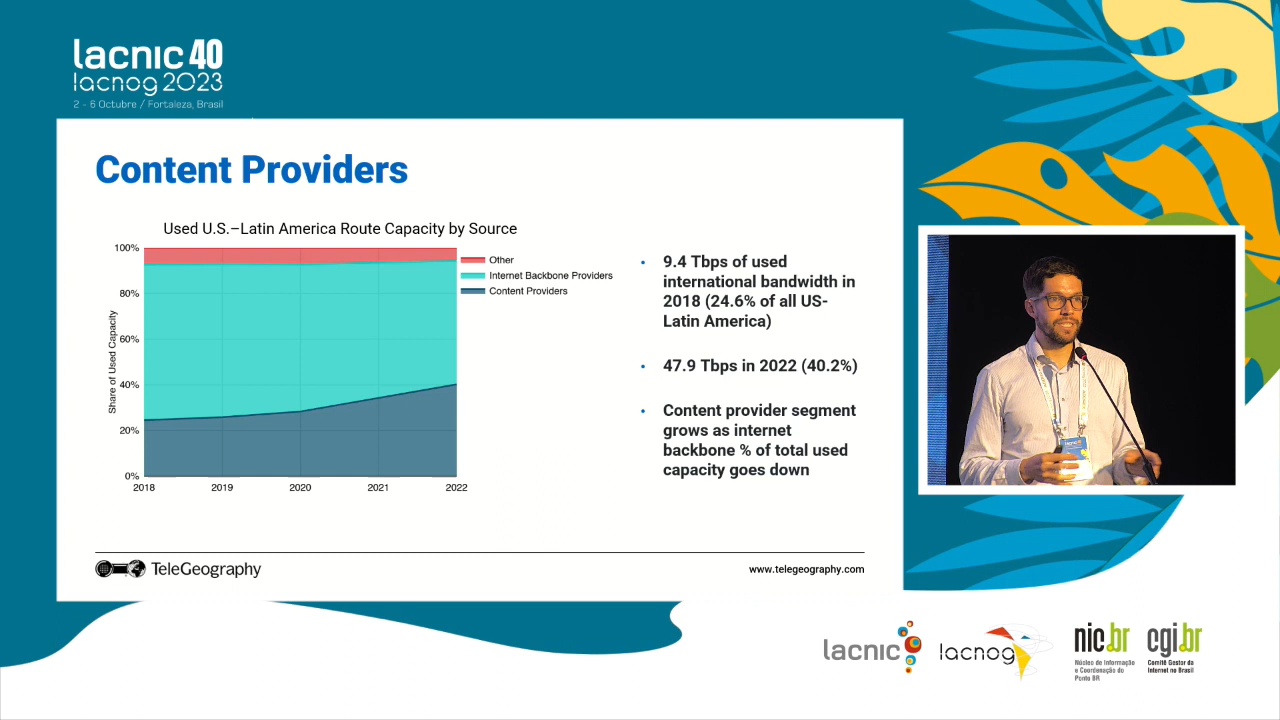 lacnic 40
lacnog 2023
2 - 6 Octubre / Fortaleza, Brasil
Content Providers
Used U.S.–Latin America Route Capacity by Source
Share of Used Capacity
100%
80%
60%
40%
20%
0%
2018
2019
2020
2021
2022
Other
Internet Backbone Providers
Content Providers
• 9.4 Tbps of used
international bandwidth in
2018 (24.6% of all US-
Latin America)
• 47.9 Tbps in 2022 (40.2%)
• Content provider segment
grows as internet
backbone % of total used
capacity goes down
TeleGeography
www.telegeography.com
lacnic
lacnog
nic.br
Núcleo de Informação
e Coordenação do
Ponto BR
cgi.br
Comitê Gestor da
Internet no Brasil